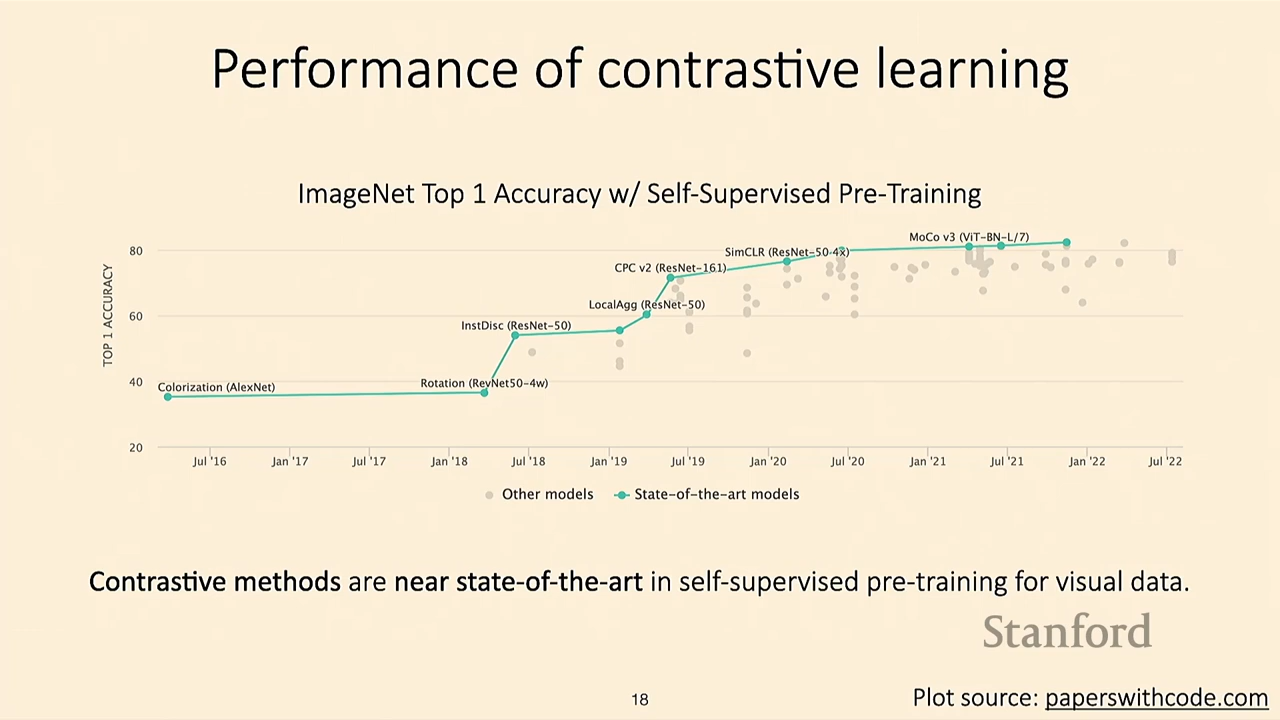 Performance of contrastive learning
ImageNet Top 1 Accuracy w/ Self-Supervised Pre-Training
TOP 1 ACCURACY
80
60
40
20
Colorization (AlexNet)
Rotation (RevNet50-4w)
InstDisc (ResNet-50)
LocalAgg (ResNet-50)
CPC v2 (ResNet-161)
SimCLR (ResNet-50 4x)
MoCo v3 (ViT-BN-L/7)
Jul '16 Jan '17 Jul '17 Jan '18 Jul '18 Jan '19 Jul '19 Jan '20 Jul '20 Jan '21 Jul '21 Jan '22 Jul '22
Other models State-of-the-art models
Contrastive methods are near state-of-the-art in self-supervised pre-training for visual data.
Stanford
18
Plot source: paperswithcode.com